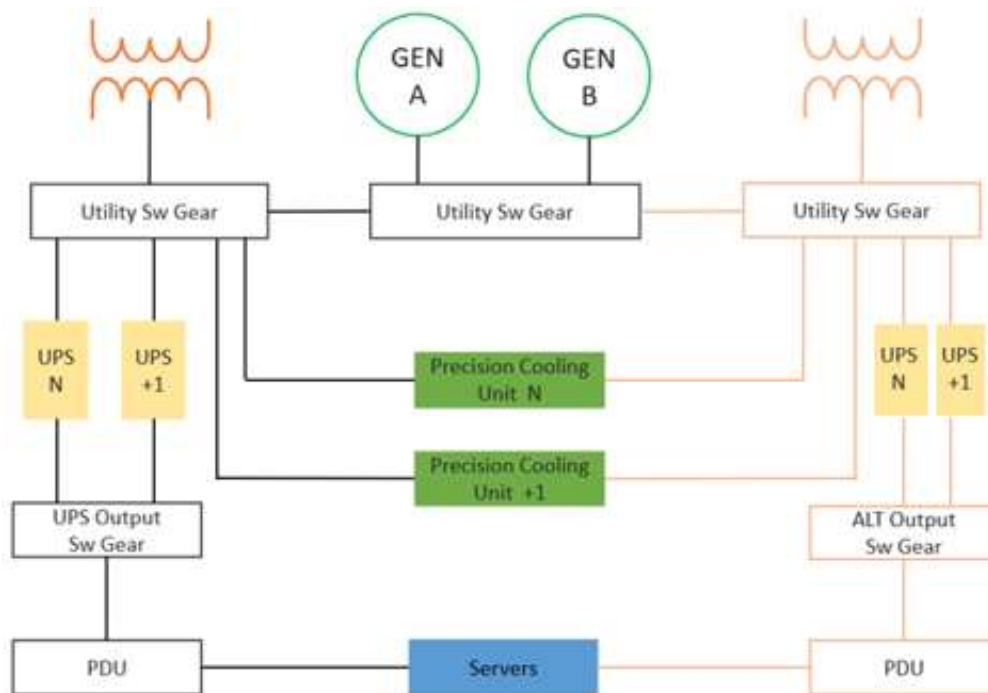 GEN
A
GEN
B
Utility Sw Gear
Utility Sw Gear
Utility Sw Gear
UPS
N
UPS
+1
Precision Cooling
Unit N
UPS
N
UPS
+1
Precision Cooling
Unit +1
UPS Output
Sw Gear
ALT Output
Sw Gear
PDU
Servers
PDU